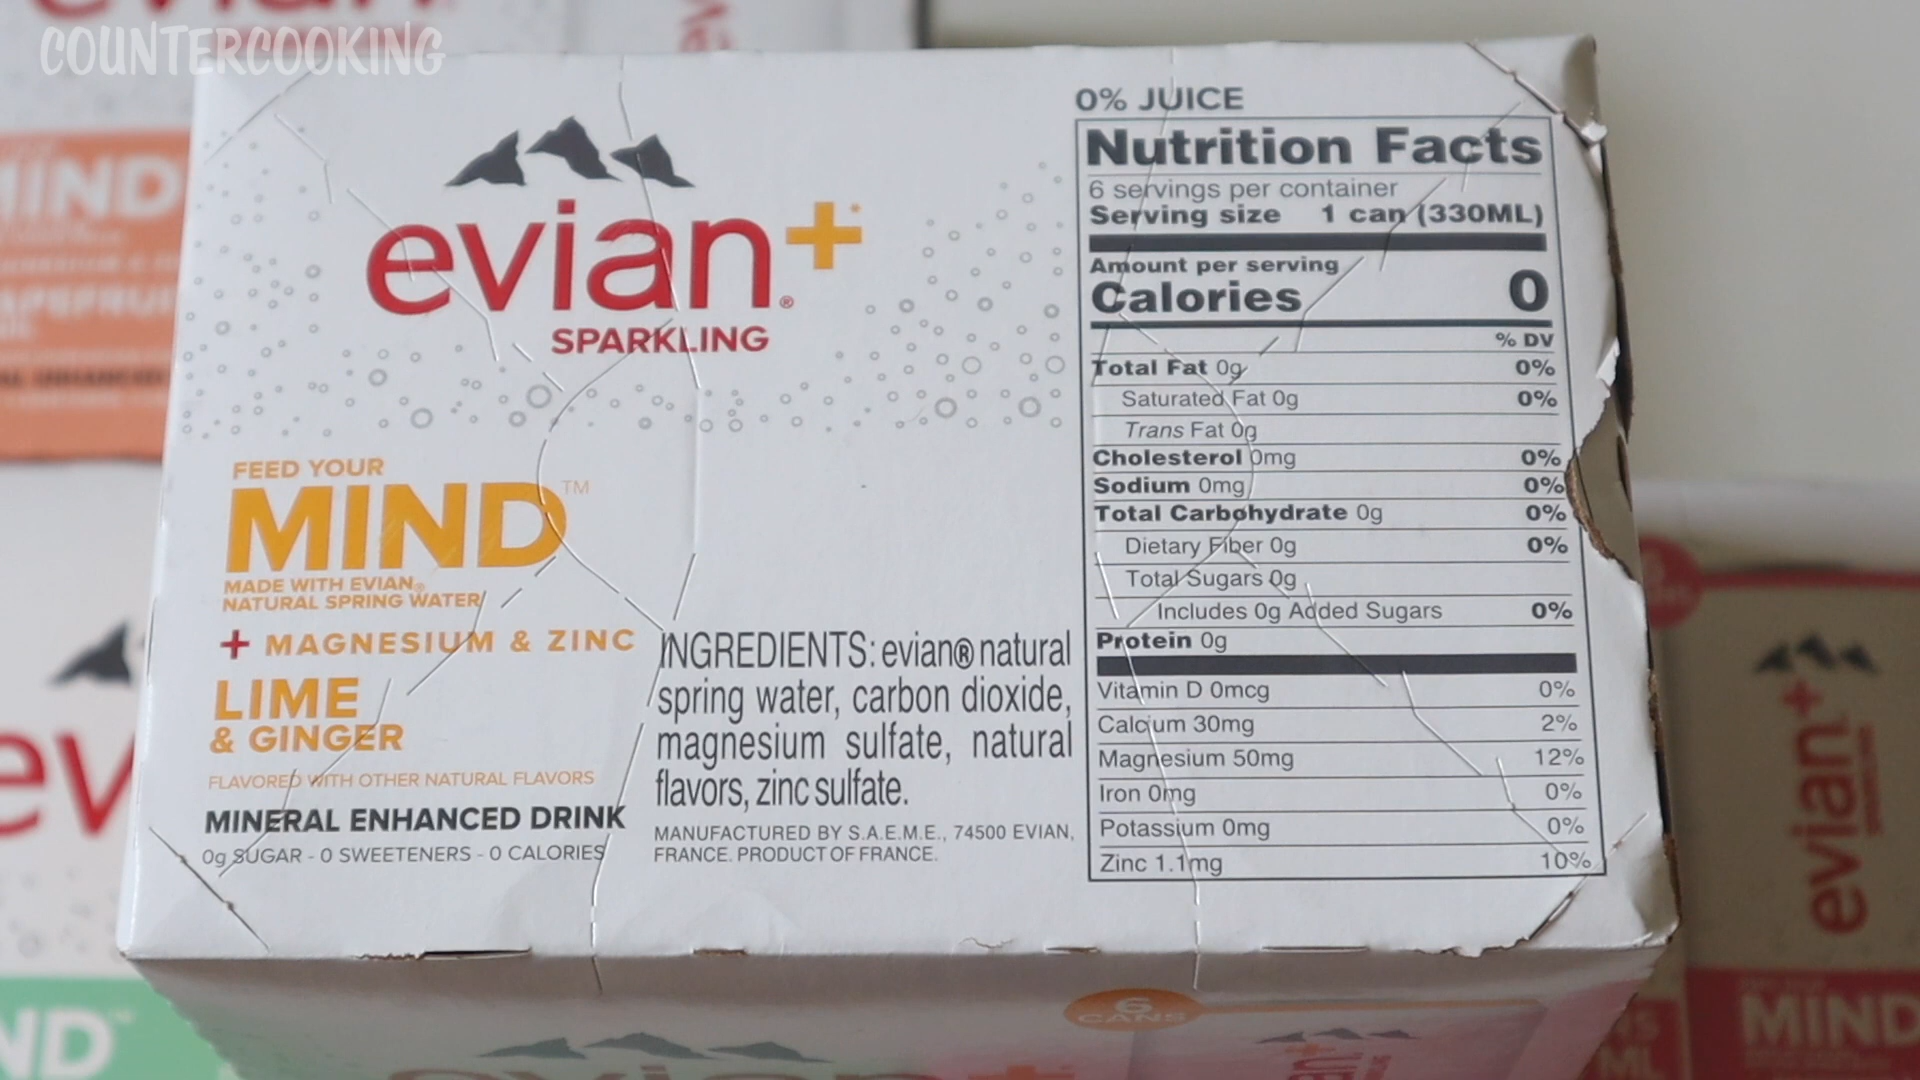 COUNTERCOOKING
evian+
SPARKLING
FEED YOUR
MIND™
MADE WITH EVIAN®
NATURAL SPRING WATER
+ MAGNESIUM & ZINC
LIME
& GINGER
FLAVORED WITH OTHER NATURAL FLAVORS
MINERAL ENHANCED DRINK
0g SUGAR - 0 SWEETENERS - 0 CALORIES
INGREDIENTS: evian® natural
spring water, carbon dioxide,
magnesium sulfate, natural
flavors, zinc sulfate.
MANUFACTURED BY S.A.E.M.E., 74500 EVIAN,
FRANCE. PRODUCT OF FRANCE.
0% JUICE
Nutrition Facts
6 servings per container
Serving size 1 can (330ML)
Amount per serving
Calories 0
% DV
Total Fat 0g 0%
Saturated Fat 0g 0%
Trans Fat 0g
Cholesterol 0mg 0%
Sodium 0mg 0%
Total Carbohydrate 0g 0%
Dietary Fiber 0g 0%
Total Sugars 0g
Includes 0g Added Sugars 0%
Protein 0g
Vitamin D 0mcg 0%
Calcium 30mg 2%
Magnesium 50mg 12%
Iron 0mg 0%
Potassium 0mg 0%
Zinc 1.1mg 10%
6
CANS
evian+
MIND